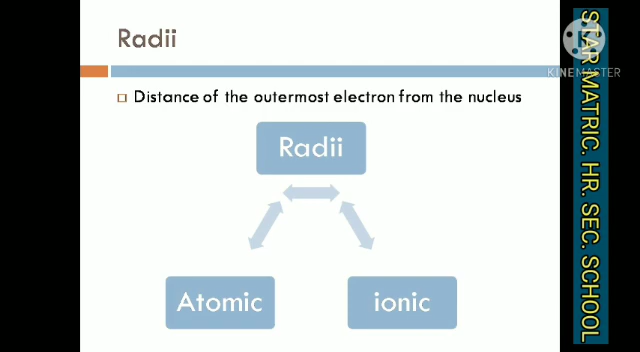 Radii
Distance of the outermost electron from the nucleus
Radii
Atomic
ionic
KINEMASTER
STAR MATRIC. HR. SEC. SCHOOL